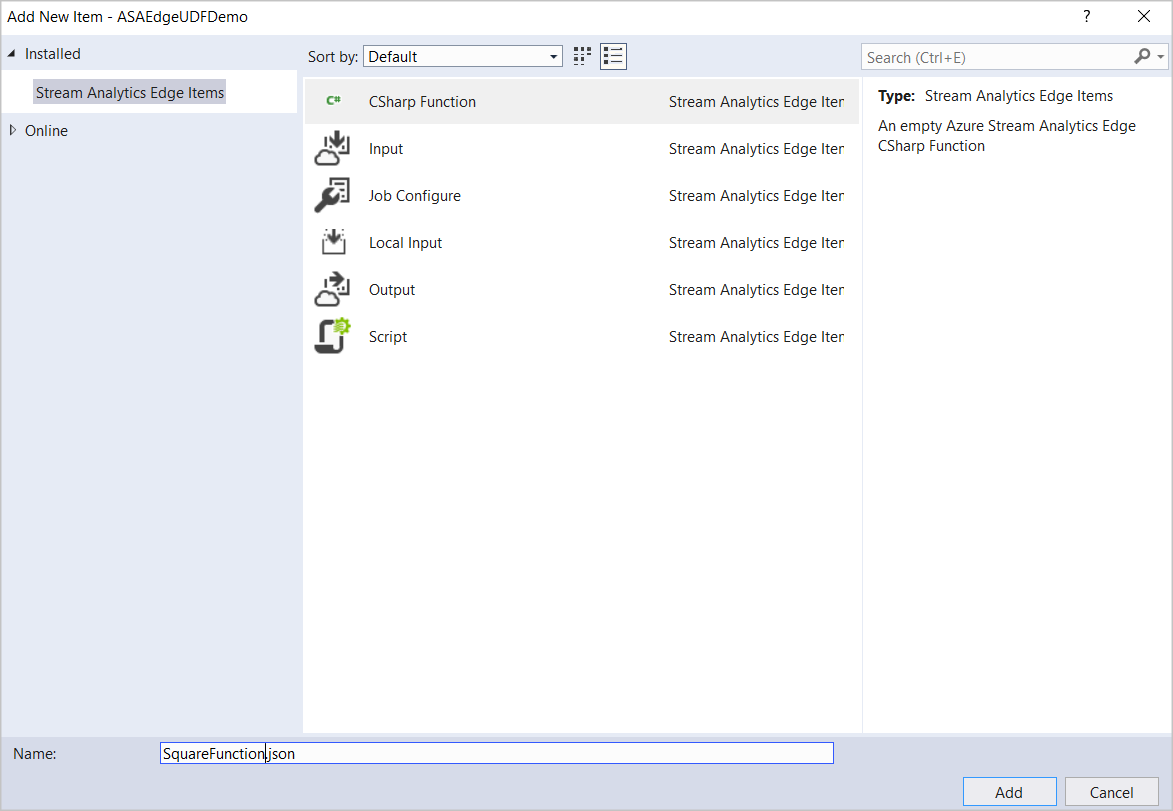 Add New Item - ASAEdgeUDFDemo
?
Installed
Stream Analytics Edge Items
Online
Sort by: Default
Search (Ctrl+E)
C# CSharp Function Stream Analytics Edge Iter
Input Stream Analytics Edge Iter
Job Configure Stream Analytics Edge Iter
Local Input Stream Analytics Edge Iter
Output Stream Analytics Edge Iter
Script Stream Analytics Edge Iter
Type: Stream Analytics Edge Items
An empty Azure Stream Analytics Edge
CSharp Function
Name: SquareFunction.json
Add Cancel